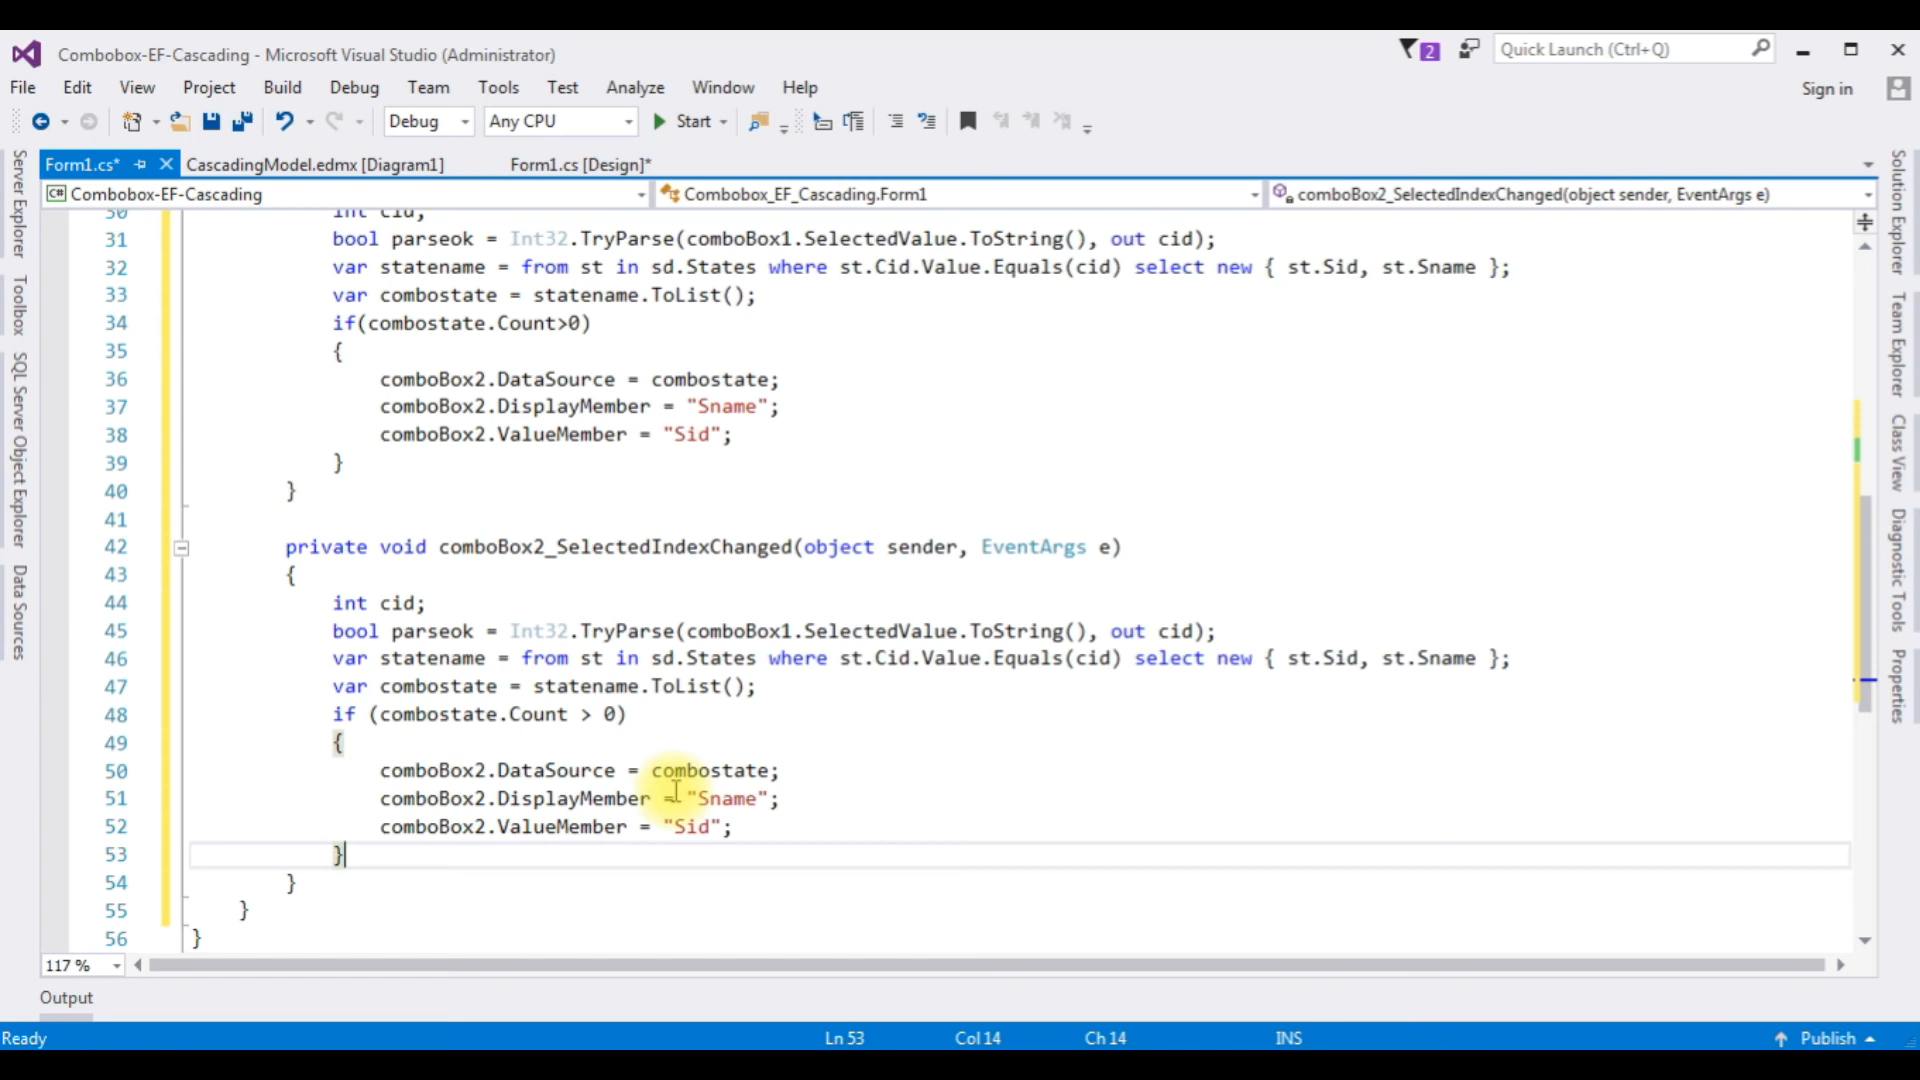 Combobox-EF-Cascading - Microsoft Visual Studio (Administrator)
2
Quick Launch (Ctrl+Q)
File Edit View Project Build Debug Team Tools Test Analyze Window Help
Sign in
Debug Any CPU Start
Form1.cs* CascadingModel.edmx [Diagram1] Form1.cs [Design]*
C# Combobox-EF-Cascading Combobox_EF_Cascading.Form1 comboBox2_SelectedIndexChanged(object sender, EventArgs e)
Server Explorer
Toolbox
SQL Server Object Explorer
Data Sources
30 int cid;
31 bool parseok = Int32.TryParse(comboBox1.SelectedValue.ToString(), out cid);
32 var statename = from st in sd.States where st.Cid.Value.Equals(cid) select new { st.Sid, st.Sname };
33 var combostate = statename.ToList();
34 if(combostate.Count>0)
35 {
36 comboBox2.DataSource = combostate;
37 comboBox2.DisplayMember = "Sname";
38 comboBox2.ValueMember = "Sid";
39 }
40 }
41
42 private void comboBox2_SelectedIndexChanged(object sender, EventArgs e)
43 {
44 int cid;
45 bool parseok = Int32.TryParse(comboBox1.SelectedValue.ToString(), out cid);
46 var statename = from st in sd.States where st.Cid.Value.Equals(cid) select new { st.Sid, st.Sname };
47 var combostate = statename.ToList();
48 if (combostate.Count > 0)
49 {
50 comboBox2.DataSource = combostate;
51 comboBox2.DisplayMember = "Sname";
52 comboBox2.ValueMember = "Sid";
53 }
54 }
55 }
56 }
Solution Explorer
Team Explorer
Class View
Diagnostic Tools
Properties
117 %
Output
Ready Ln 53 Col 14 Ch 14 INS Publish